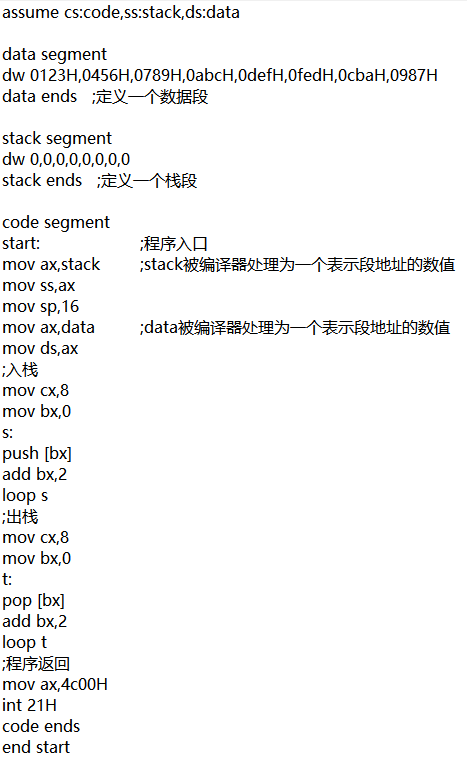 assume cs:code,ss:stack,ds:data
data segment
dw 0123H,0456H,0789H,0abcH,0defH,0fedH,0cbaH,0987H
data ends ;定义一个数据段
stack segment
dw 0,0,0,0,0,0,0,0
stack ends ;定义一个栈段
code segment
start: ;程序入口
mov ax,stack ;stack被编译器处理为一个表示段地址的数值
mov ss,ax
mov sp,16
mov ax,data ;data被编译器处理为一个表示段地址的数值
mov ds,ax
;入栈
mov cx,8
mov bx,0
s:
push [bx]
add bx,2
loop s
;出栈
mov cx,8
mov bx,0
t:
pop [bx]
add bx,2
loop t
;程序返回
mov ax,4c00H
int 21H
code ends
end start